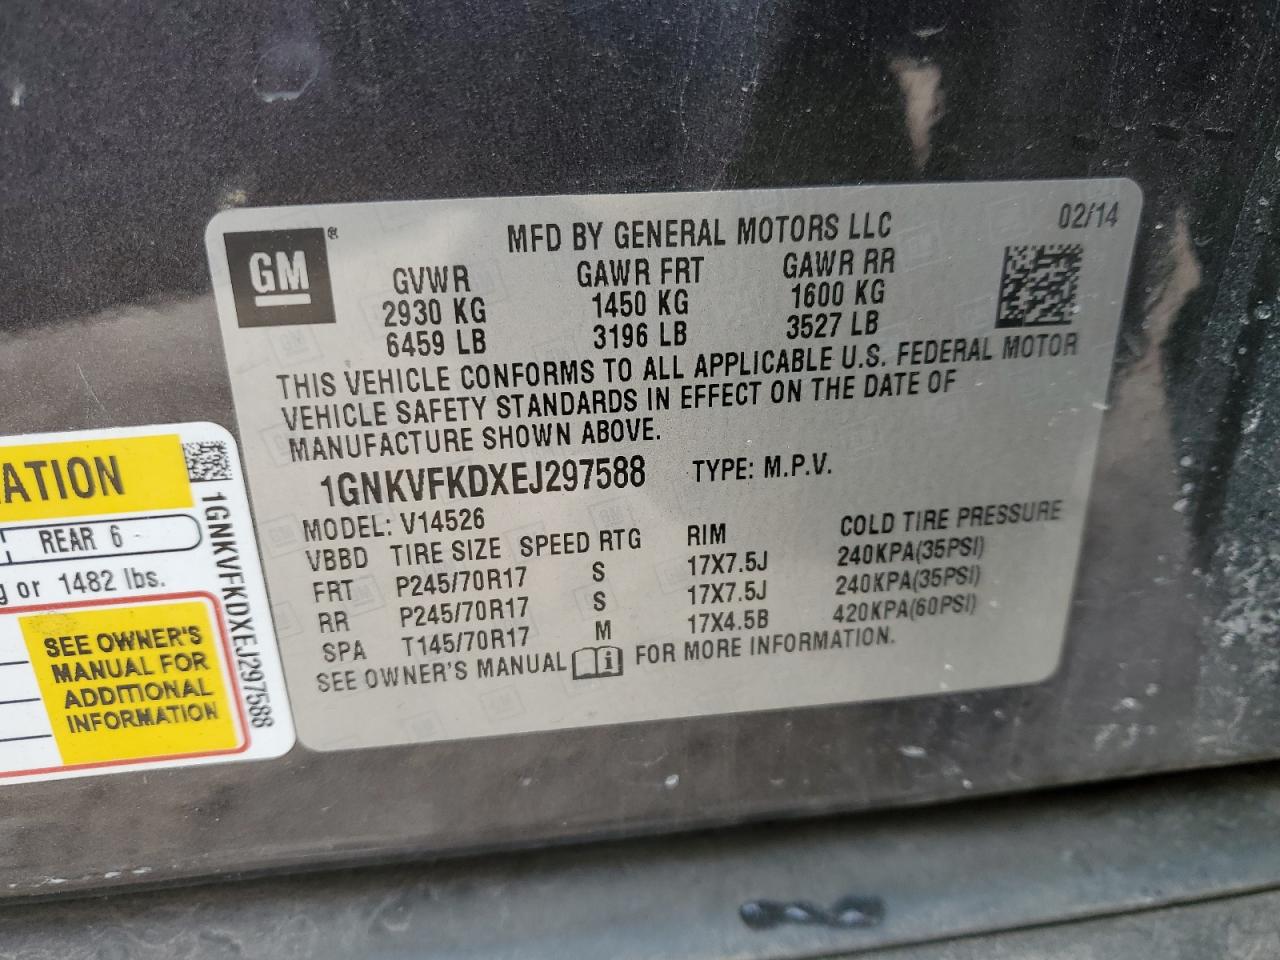 GM ®
MFD BY GENERAL MOTORS LLC 02/14
GVWR GAWR FRT GAWR RR
2930 KG 1450 KG 1600 KG
6459 LB 3196 LB 3527 LB
THIS VEHICLE CONFORMS TO ALL APPLICABLE U.S. FEDERAL MOTOR
VEHICLE SAFETY STANDARDS IN EFFECT ON THE DATE OF
MANUFACTURE SHOWN ABOVE.
1GNKVFKDXEJ297588 TYPE: M.P.V.
MODEL: V14526
VBBD TIRE SIZE SPEED RTG RIM COLD TIRE PRESSURE
FRT P245/70R17 S 17X7.5J 240KPA(35PSI)
RR P245/70R17 S 17X7.5J 240KPA(35PSI)
SPA T145/70R17 M 17X4.5B 420KPA(60PSI)
SEE OWNER'S MANUAL FOR MORE INFORMATION.
ATION
REAR 6
g or 1482 lbs.
SEE OWNER'S
MANUAL FOR
ADDITIONAL
INFORMATION
1GNKVFKDXEJ297588